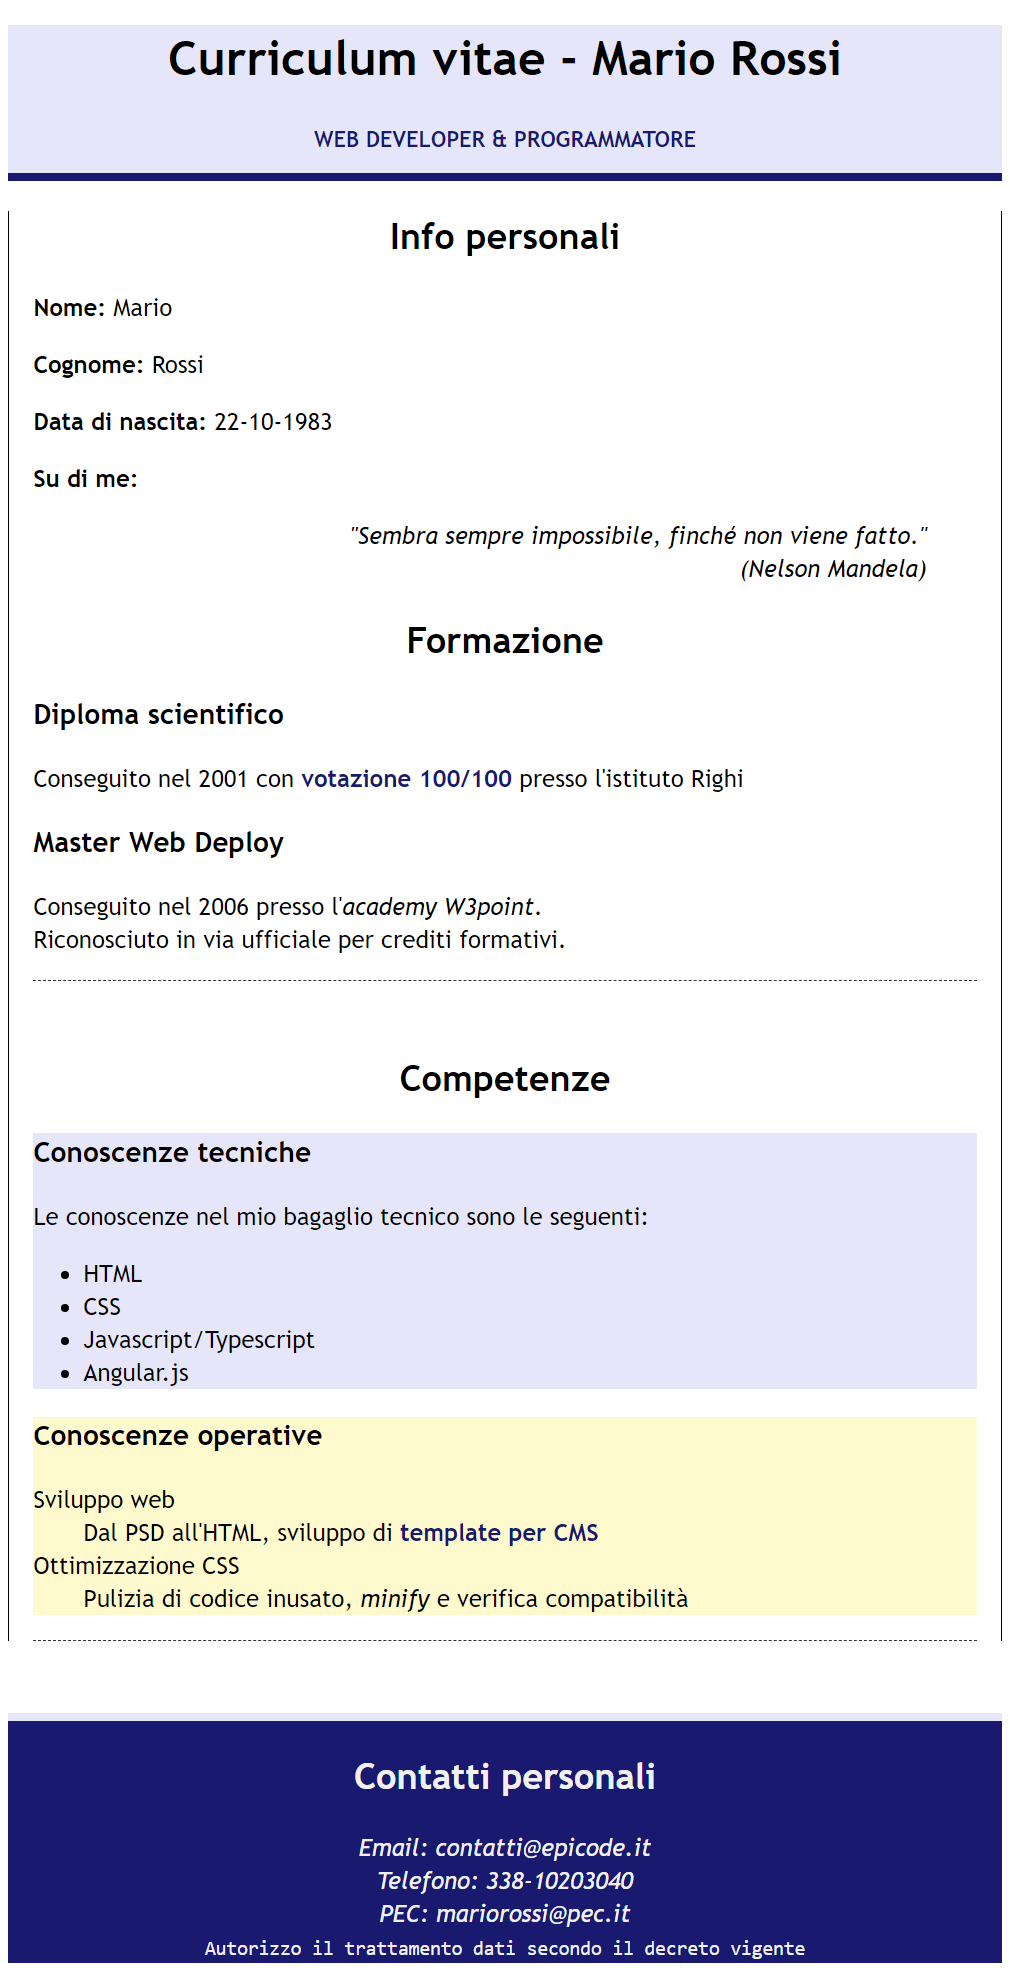 Curriculum vitae - Mario Rossi
WEB DEVELOPER & PROGRAMMATORE
Info personali
Nome: Mario
Cognome: Rossi
Data di nascita: 22-10-1983
Su di me:
"Sembra sempre impossibile, finché non viene fatto."
(Nelson Mandela)
Formazione
Diploma scientifico
Conseguito nel 2001 con votazione 100/100 presso l'istituto Righi
Master Web Deploy
Conseguito nel 2006 presso l'academy W3point.
Riconosciuto in via ufficiale per crediti formativi.
Competenze
Conoscenze tecniche
Le conoscenze nel mio bagaglio tecnico sono le seguenti:
• HTML
• CSS
• Javascript/Typescript
• Angular.js
Conoscenze operative
Sviluppo web
Dal PSD all'HTML, sviluppo di template per CMS
Ottimizzazione CSS
Pulizia di codice inusato, minify e verifica compatibilità
Contatti personali
Email: contatti@epicode.it
Telefono: 338-10203040
PEC: mariorossi@pec.it
Autorizzo il trattamento dati secondo il decreto vigente